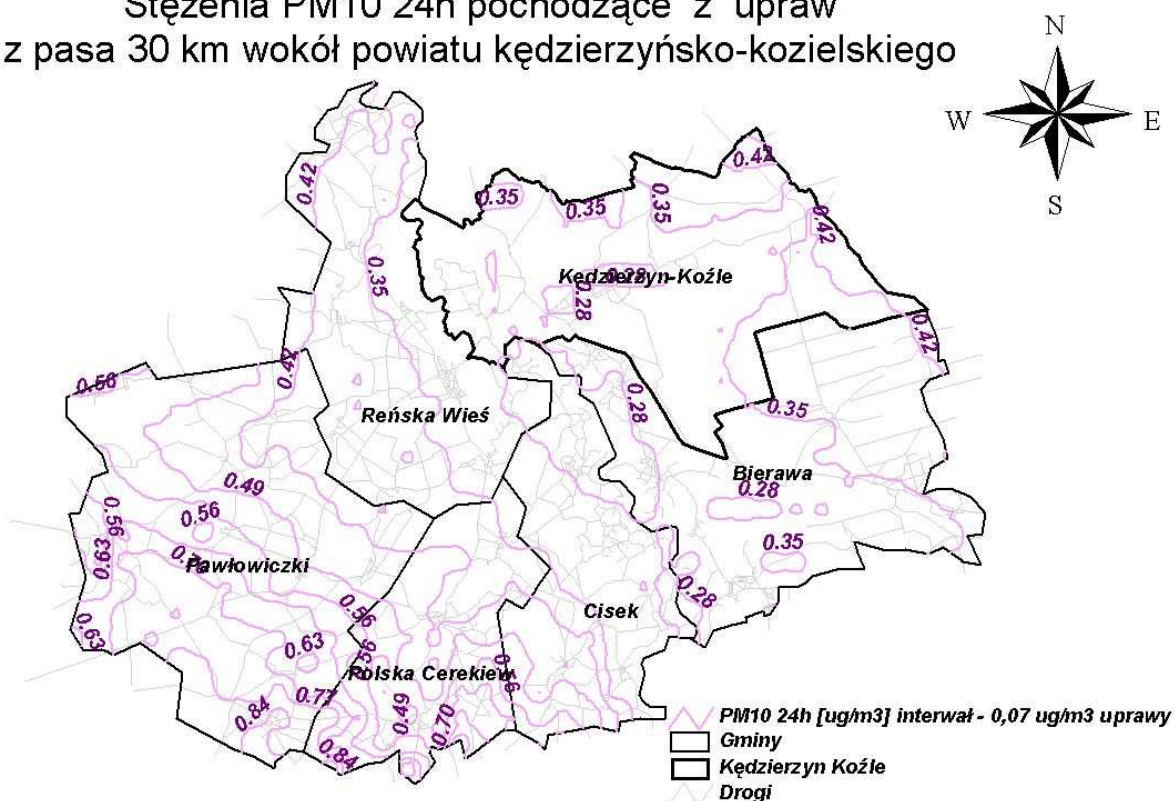 Stężenia PM10 24h pochodzące z upraw
z pasa 30 km wokół powiatu kędzierzyńsko-kozielskiego
N
W
E
S
0.42
0.42
0.35
0.35
0.35
0.42
0.35
Kędzierzyn-Koźle
0.28
0.28
0.42
0.42
0.56
0.28
0.35
Reńska Wieś
Bierawa
0.28
0.49
0.56
0.56
0.35
0.63
Pawłowiczki
0.28
0.56
Cisek
0.63
0.63
0.56
Polska Cerekiew
0.77
0.84
0.49
0.70
0.84
PM10 24h [ug/m3] interwał - 0,07 ug/m3 uprawy
Gminy
Kędzierzyn Koźle
Drogi